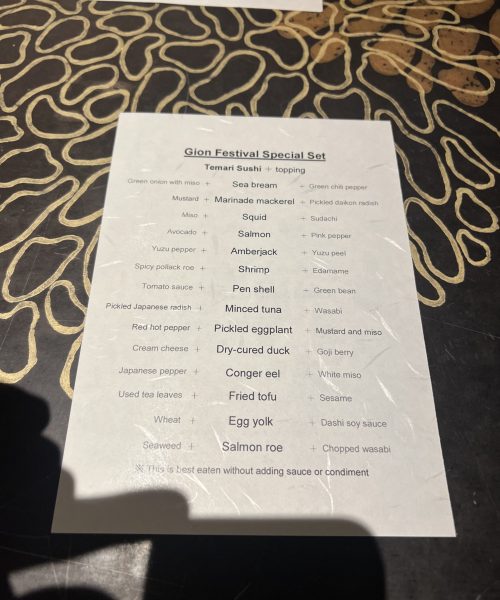 Gion Festival Special Set
Temari Sushi + topping
Green onion with miso + Sea bream + Green chili pepper
Mustard + Marinade mackerel + Pickled daikon radish
Miso + Squid + Sudachi
Avocado + Salmon + Pink pepper
Yuzu pepper + Amberjack + Yuzu peel
Spicy pollack roe + Shrimp + Edamame
Tomato sauce + Pen shell + Green bean
Pickled Japanese radish + Minced tuna + Wasabi
Red hot pepper + Pickled eggplant + Mustard and miso
Cream cheese + Dry-cured duck + Goji berry
Japanese pepper + Conger eel + White miso
Used tea leaves + Fried tofu + Sesame
Wheat + Egg yolk + Dashi soy sauce
Seaweed + Salmon roe + Chopped wasabi
※ This is best eaten without adding sauce or condiment